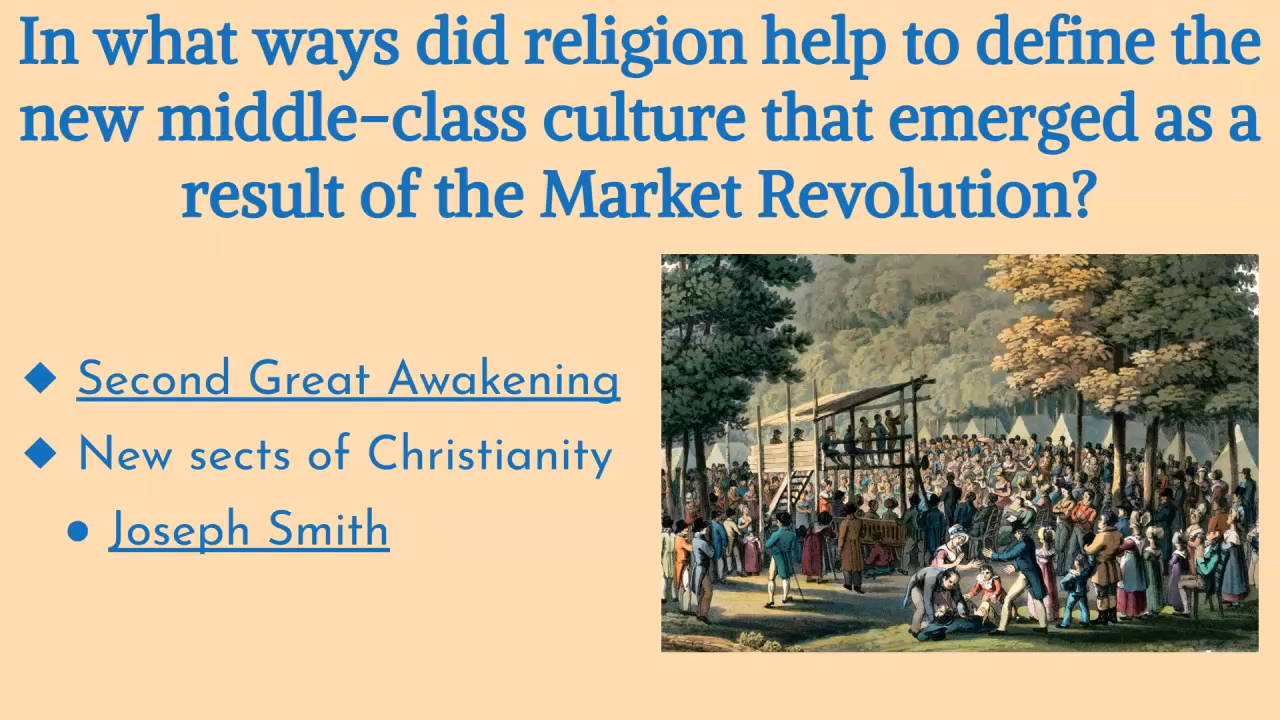 In what ways did religion help to define the
new middle-class culture that emerged as a
result of the Market Revolution?
Second Great Awakening
New sects of Christianity
Joseph Smith